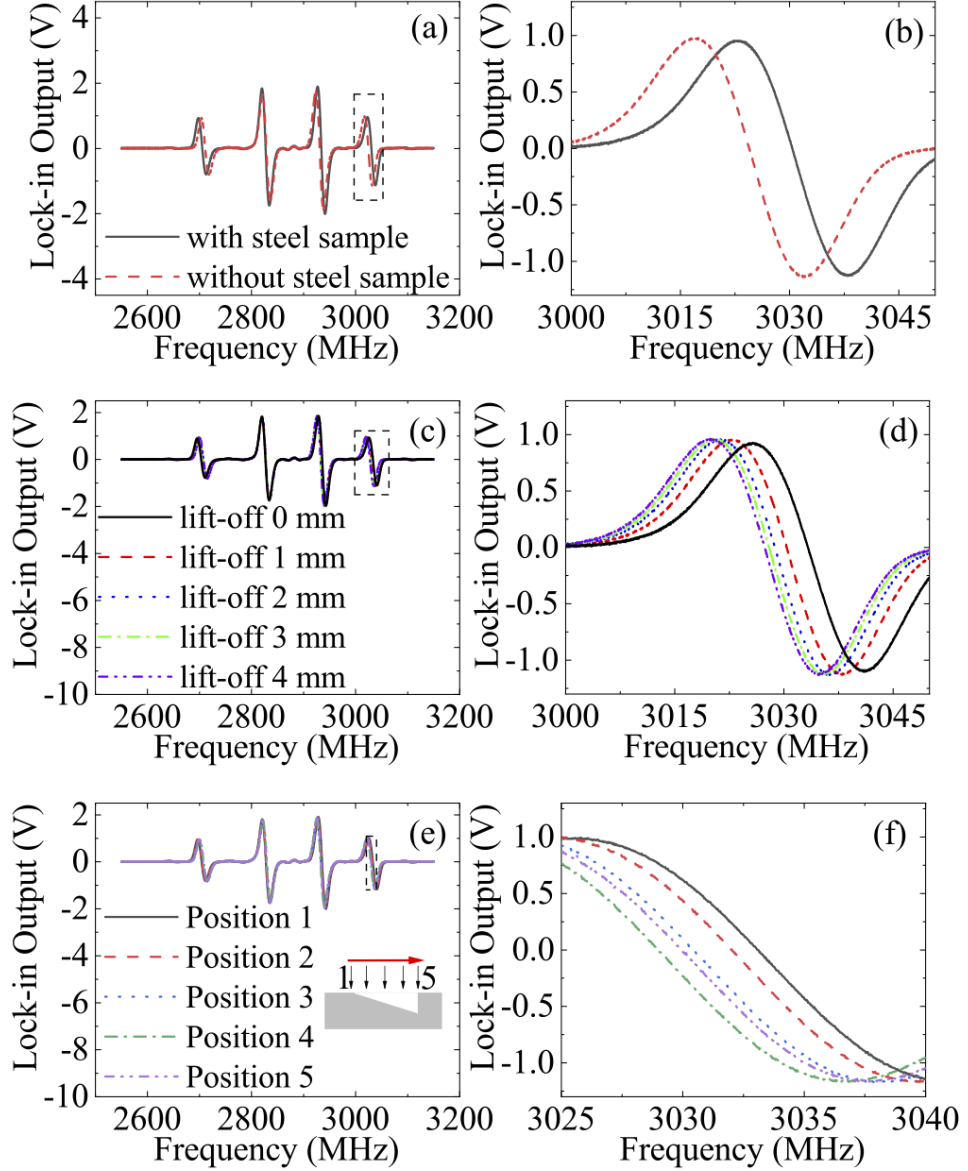 Lock-in Output (V)
4
2
0
-2
-4
(a)
with steel sample
without steel sample
2600 2800 3000 3200
Frequency (MHz)
Lock-in Output (V)
1.0
0.5
0.0
-0.5
-1.0
(b)
3000 3015 3030 3045
Frequency (MHz)
Lock-in Output (V)
2
0
-2
-4
-6
-8
-10
(c)
lift-off 0 mm
lift-off 1 mm
lift-off 2 mm
lift-off 3 mm
lift-off 4 mm
2600 2800 3000 3200
Frequency (MHz)
Lock-in Output (V)
1.0
0.5
0.0
-0.5
-1.0
(d)
3000 3015 3030 3045
Frequency (MHz)
Lock-in Output (V)
2
0
-2
-4
-6
-8
-10
(e)
Position 1
Position 2
Position 3
Position 4
Position 5
1 5
2600 2800 3000 3200
Frequency (MHz)
Lock-in Output (V)
1.0
0.5
0.0
-0.5
-1.0
(f)
3025 3030 3035 3040
Frequency (MHz)